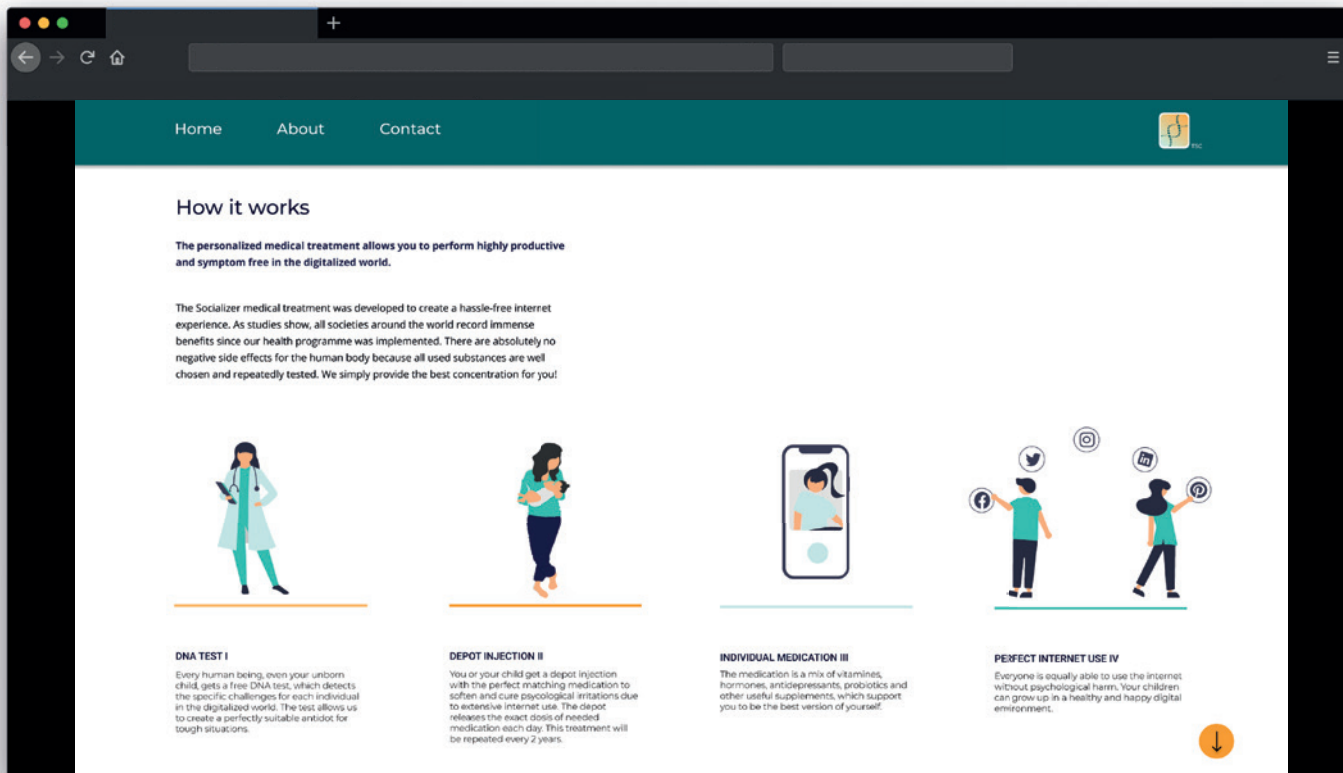 Home About Contact
TSC
How it works
The personalized medical treatment allows you to perform highly productive
and symptom free in the digitalized world.
The Socializer medical treatment was developed to create a hassle-free internet
experience. As studies show, all societies around the world record immense
benefits since our health programme was implemented. There are absolutely no
negative side effects for the human body because all used substances are well
chosen and repeatedly tested. We simply provide the best concentration for you!
DNA TEST I
Every human being, even your unborn
child, gets a free DNA test, which detects
the specific challenges for each individual
in the digitalized world. The test allows us
to create a perfectly suitable antidot for
tough situations.
DEPOT INJECTION II
You or your child get a depot injection
with the perfect matching medication to
soften and cure psycological irritations due
to extensive internet use. The depot
releases the exact dosis of needed
medication each day. This treatment will
be repeated every 2 years.
INDIVIDUAL MEDICATION III
The medication is a mix of vitamines,
hormones, antidepressants, probiotics and
other useful supplements, which support
you to be the best version of yourself.
PERFECT INTERNET USE IV
Everyone is equally able to use the internet
without psychological harm. Your children
can grow up in a healthy and happy digital
environment.